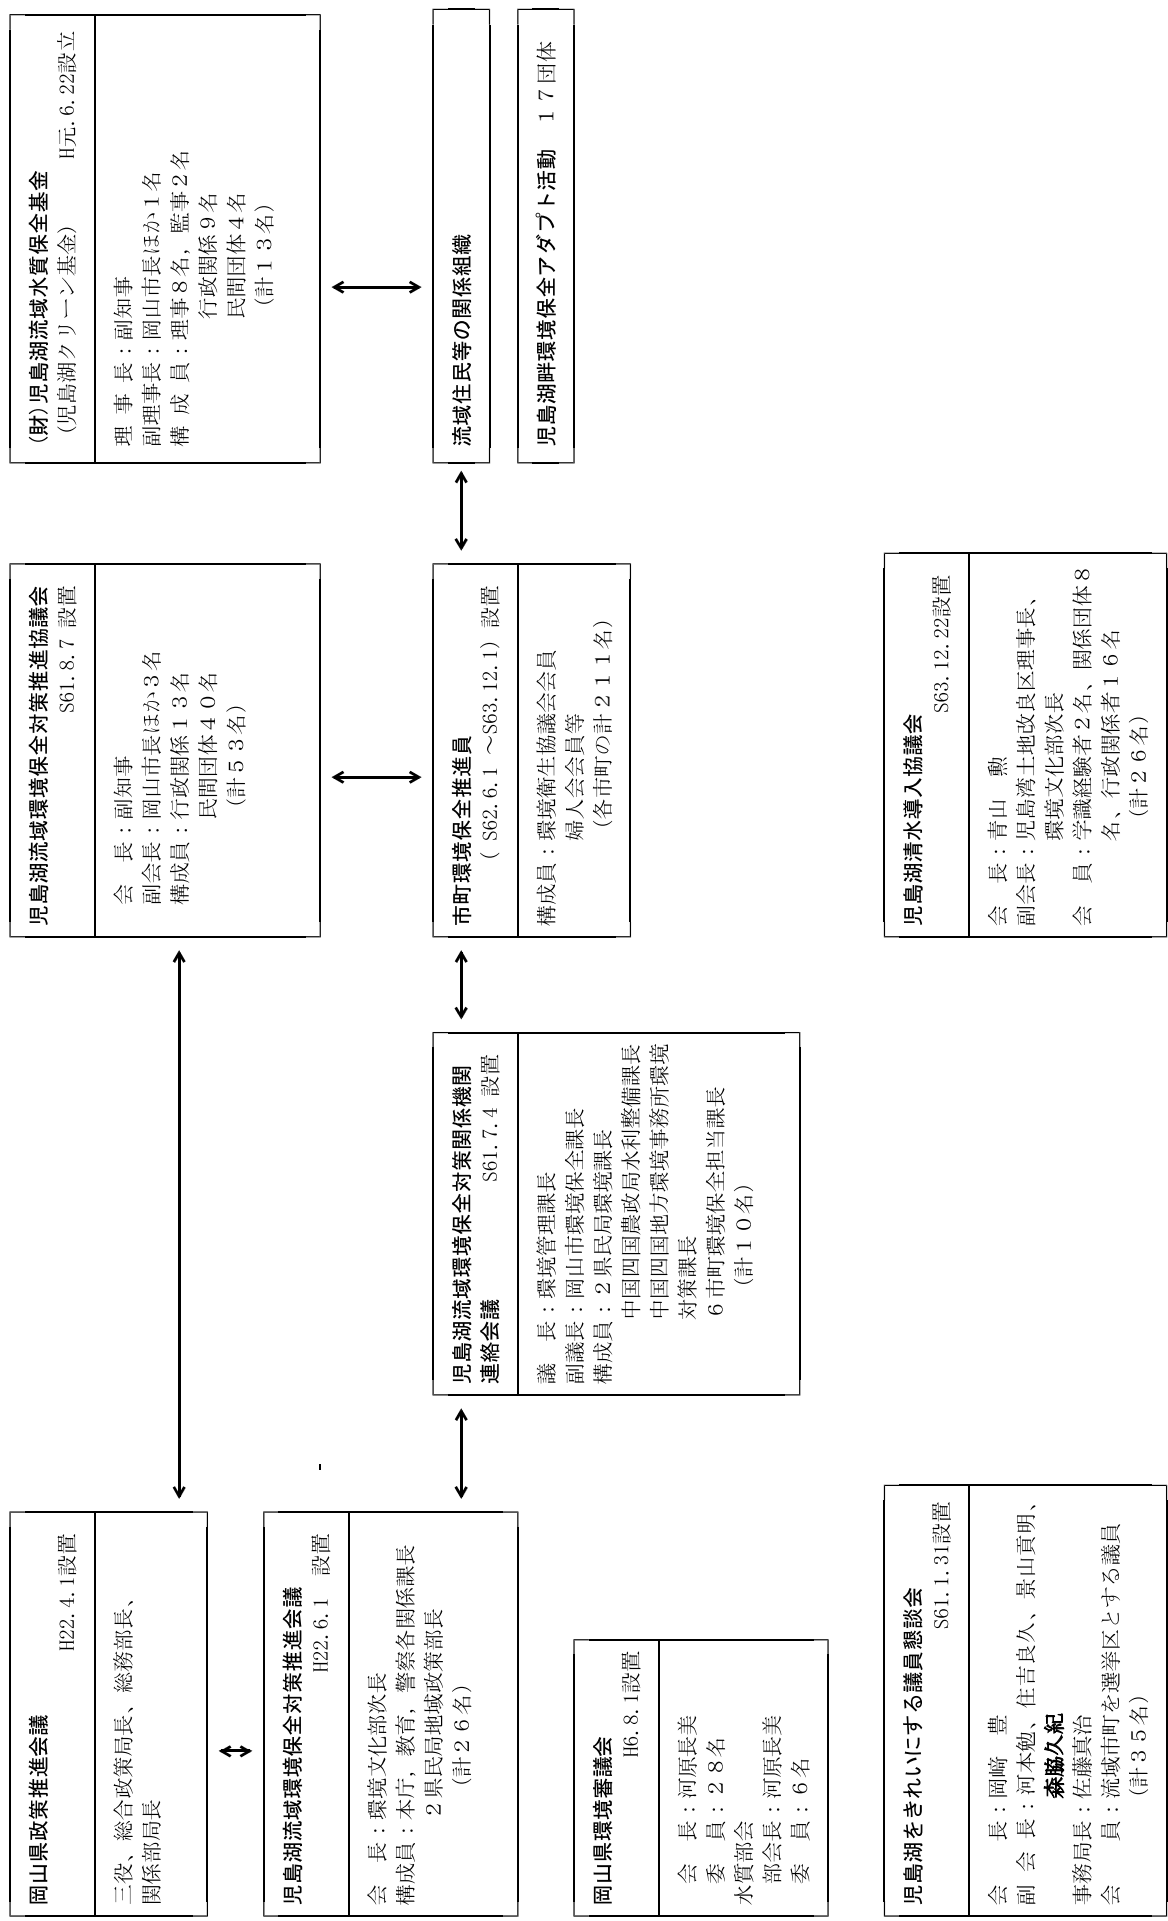 岡山県政策推進会議
H22.4.1設置
三役、総合政策局長、総務部長、
関係部局長
児島湖流域環境保全対策推進会議
H22.6.1 設置
会　長：環境文化部次長
構成員：本庁，教育，警察各関係課長
２県民局地域政策部長
（計２６名）
岡山県環境審議会
H6.8.1設置
会　長：河原長美
委　員：２８名
水質部会
部会長：河原長美
委　員：６名
児島湖をきれいにする議員懇談会
S61.1.31設置
会　　長：岡﨑　豊
副 会 長：河本勉、住吉良久、景山貢明、
森脇久紀
事務局長：佐藤真治
会　　員：流域市町を選挙区とする議員
（計３５名）
児島湖流域環境保全対策関係機関
連絡会議　S61.7.4 設置
議　長：環境管理課長
副議長：岡山市環境保全課長
構成員：２県民局環境課長
中国四国農政局水利整備課長
中国四国地方環境事務所環境
対策課長
６市町環境保全担当課長
（計１０名）
児島湖流域環境保全対策推進協議会
S61.8.7 設置
会　長：副知事
副会長：岡山市長ほか３名
構成員：行政関係１３名
民間団体４０名
（計５３名）
市町環境保全推進員
（ S62.6.1 ～S63.12.1）設置
構成員：環境衛生協議会会員
婦人会会員等
（各市町の計２１１名）
児島湖清水導入協議会
S63.12.22設置
会　長：青山　勲
副会長：児島湾土地改良区理事長、
環境文化部次長
会　員：学識経験者２名、関係団体８
名、行政関係者１６名
（計２６名）
（財）児島湖流域水質保全基金
（児島湖クリーン基金）　H元.6.22設立
理 事 長：副知事
副理事長：岡山市長ほか１名
構 成 員：理事８名，監事２名
行政関係９名
民間団体４名
（計１３名）
流域住民等の関係組織
児島湖畔環境保全アダプト活動　１７団体